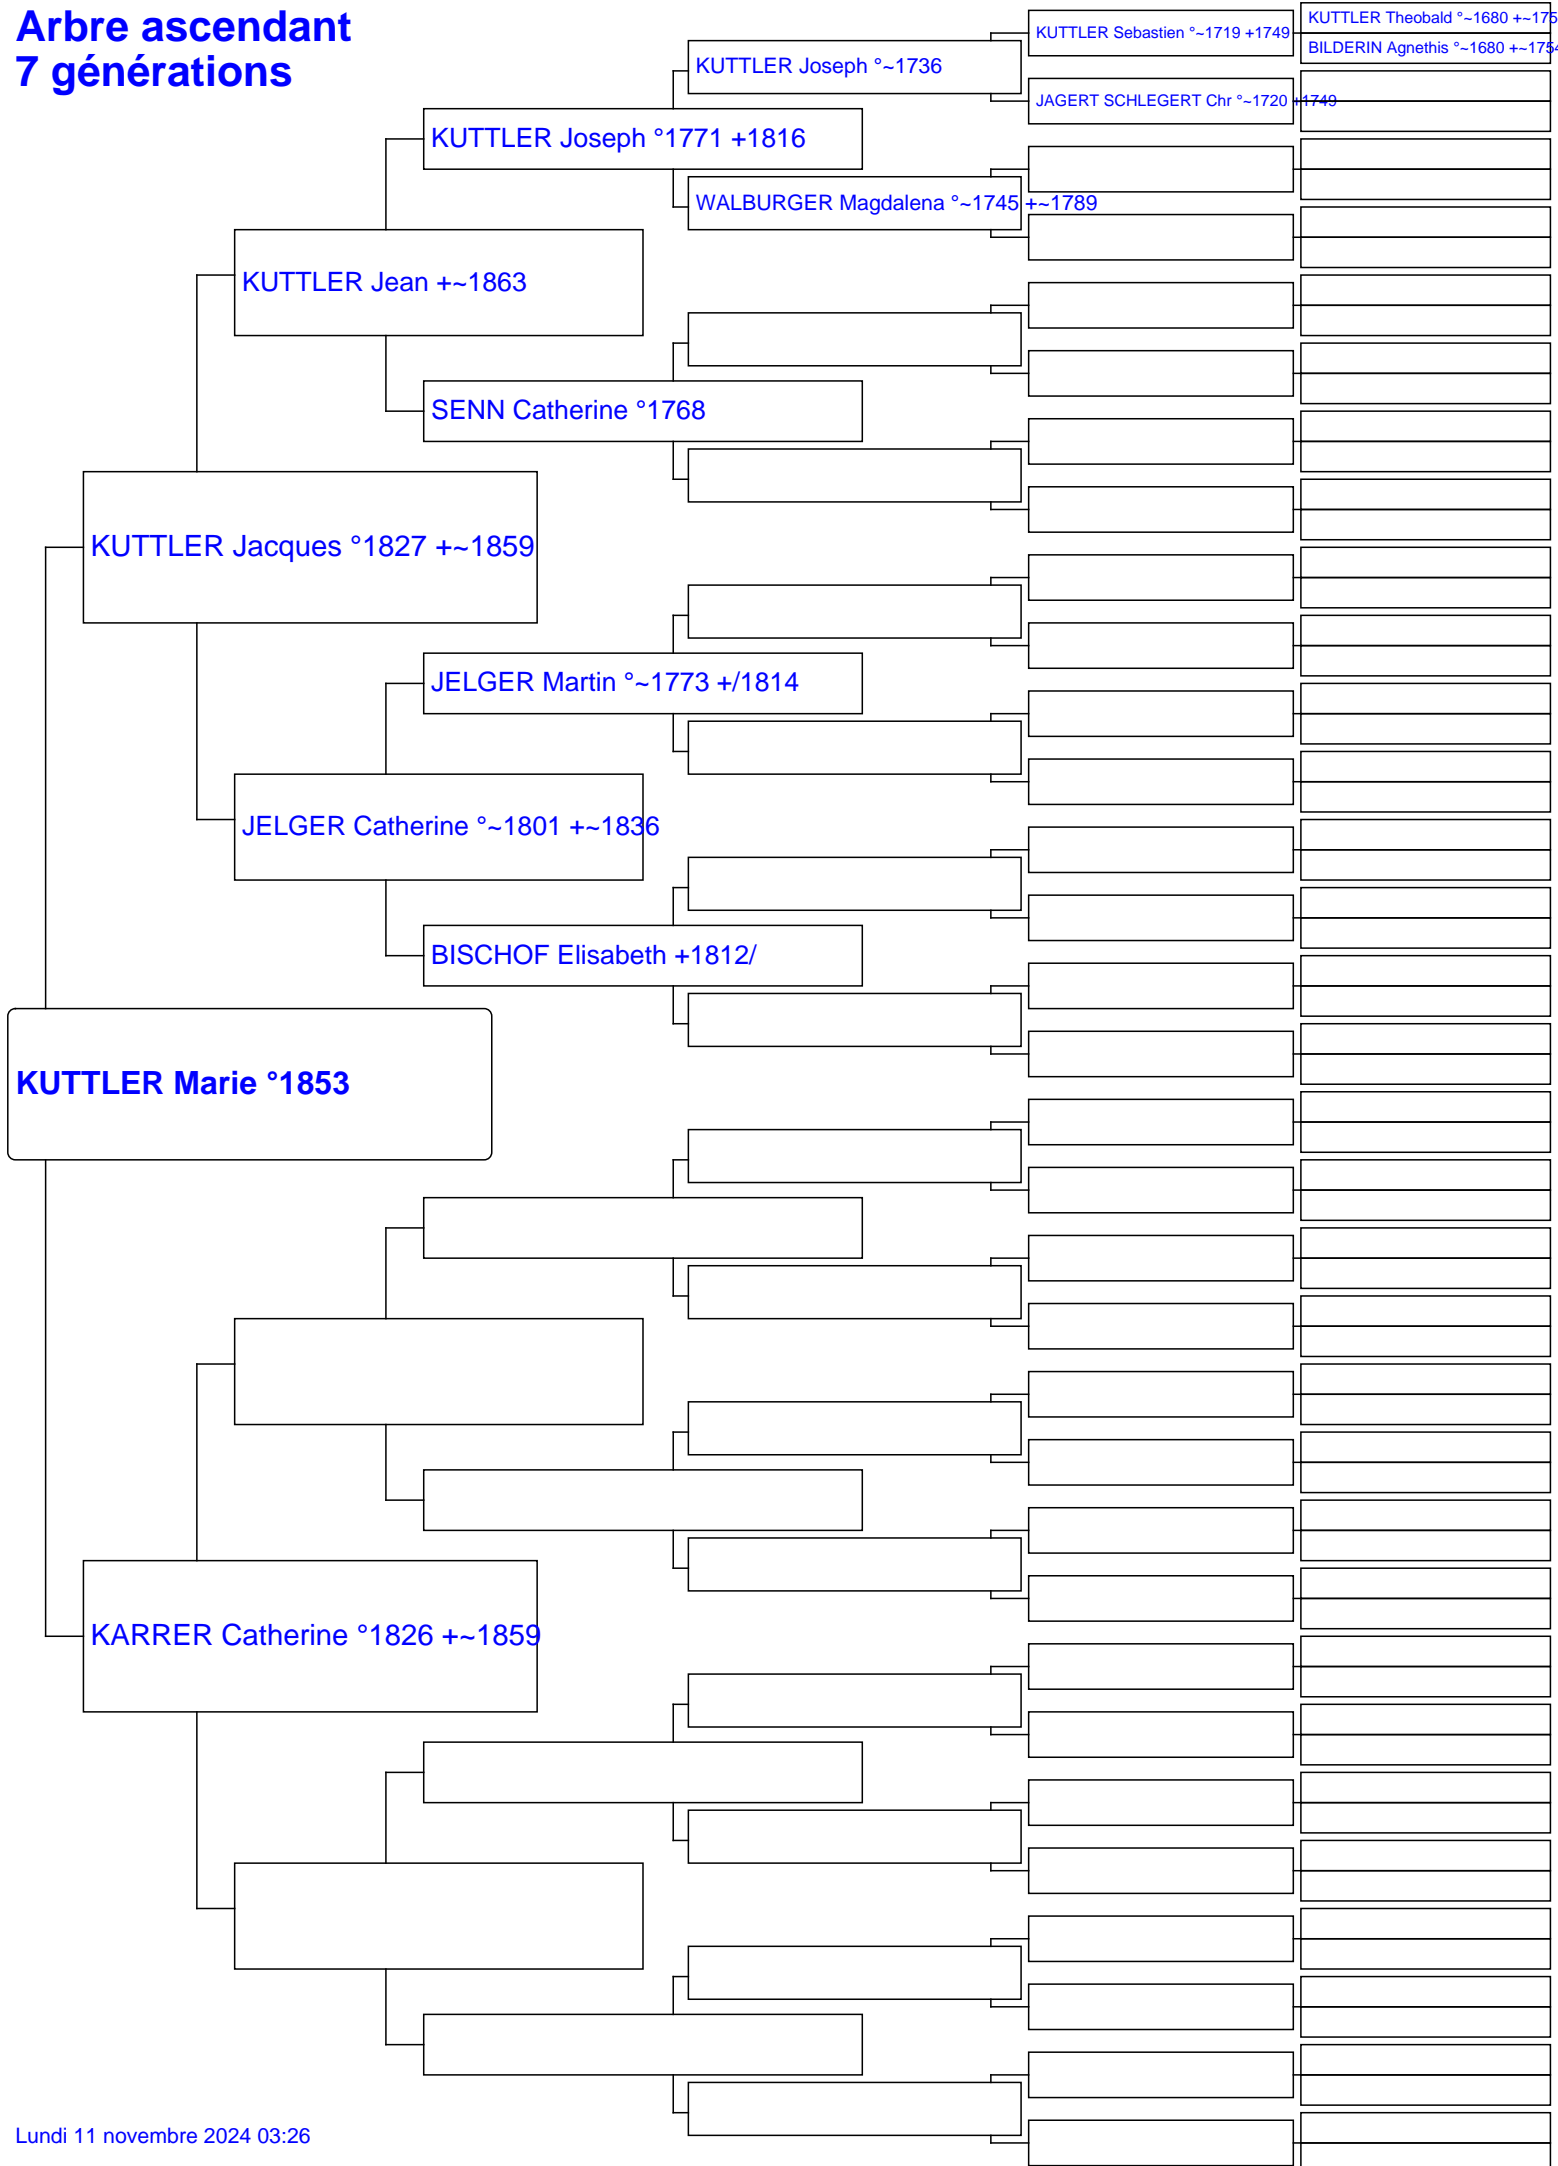 Arbre ascendant
7 générations
KUTTLER Theobald °~1680 +~175
KUTTLER Sebastien °~1719 +1749
BILDERIN Agnethis °~1680 +~1754
KUTTLER Joseph °~1736
JAGERT SCHLEGERT Chr °~1720 +1749
KUTTLER Joseph °1771 +1816
WALBURGER Magdalena °~1745 +~1789
KUTTLER Jean +~1863
SENN Catherine °1768
KUTTLER Jacques °1827 +~1859
JELGER Martin °~1773 +/1814
JELGER Catherine °~1801 +~1836
BISCHOF Elisabeth +1812/
KUTTLER Marie °1853
KARRER Catherine °1826 +~1859
Lundi 11 novembre 2024 03:26